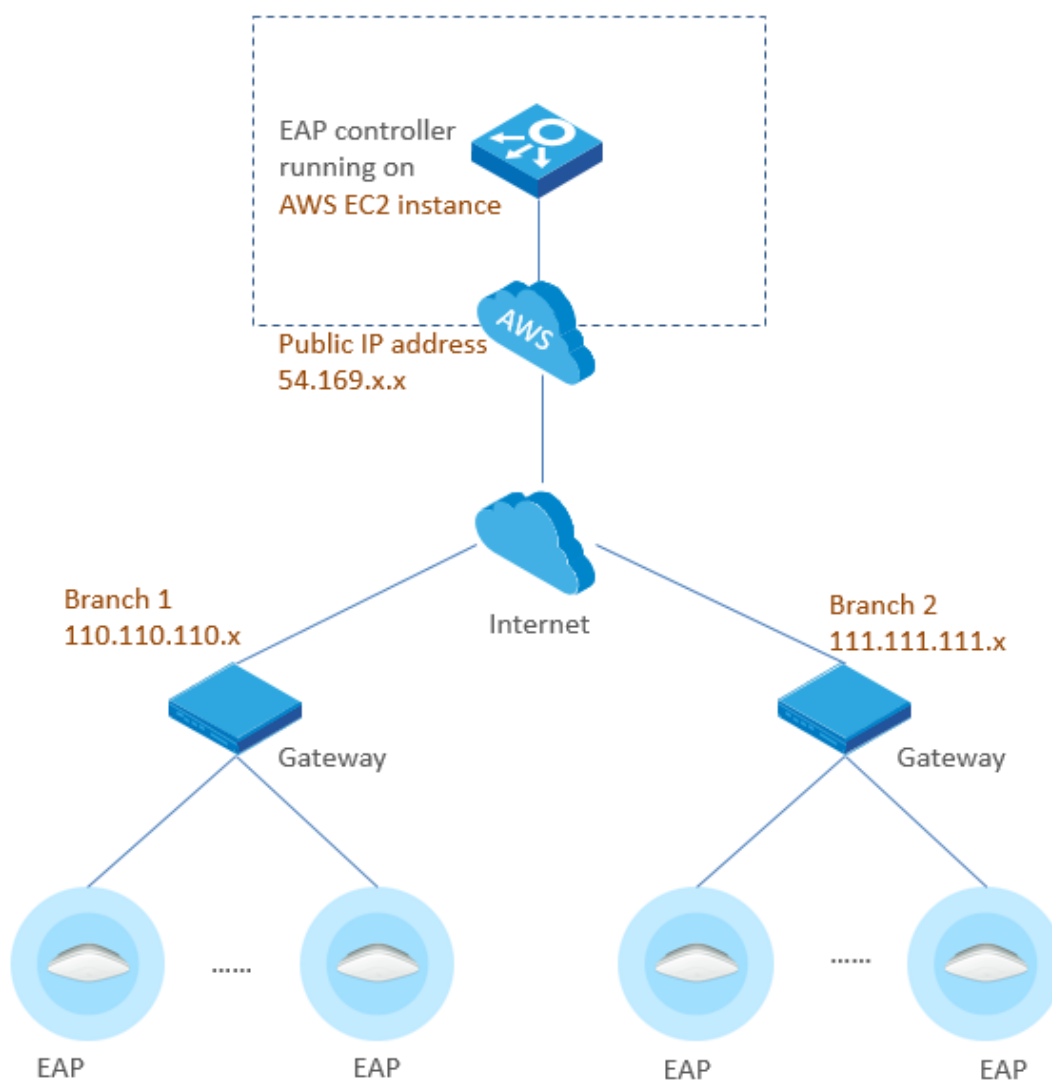 EAP controller
running on
AWS EC2 instance
AWS
Public IP address
54.169.x.x
Internet
Branch 1
110.110.110.x
Branch 2
111.111.111.x
Gateway
Gateway
......
......
EAP
EAP
EAP
EAP